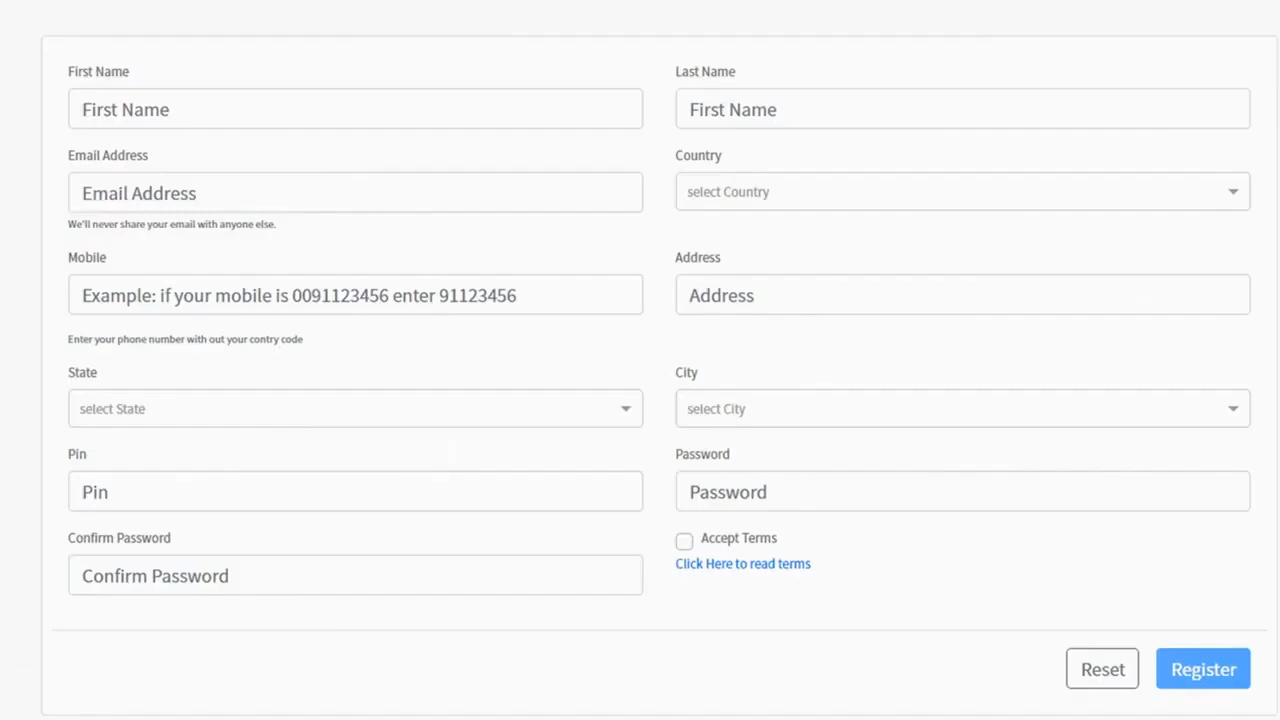 First Name
Last Name
First Name
First Name
Email Address
Country
Email Address
select Country
We'll never share your email with anyone else.
Mobile
Address
Example: if your mobile is 0091123456 enter 91123456
Address
Enter your phone number with out your contry code
State
City
select State
select City
Pin
Password
Pin
Password
Confirm Password
Accept Terms
Click Here to read terms
Confirm Password
Reset
Register